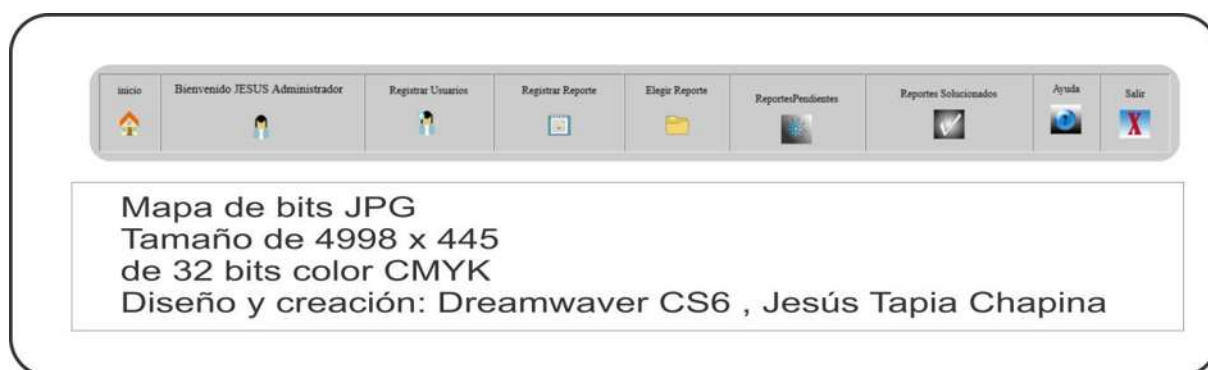 inicio
Bienvenido JESUS Administrador
Registrar Usuarios
Registrar Reporte
Elegir Reporte
ReportesPendientes
Reportes Solucionados
Ayuda
Salir
Mapa de bits JPG
Tamaño de 4998 x 445
de 32 bits color CMYK
Diseño y creación: Dreamwaver CS6 , Jesús Tapia Chapina